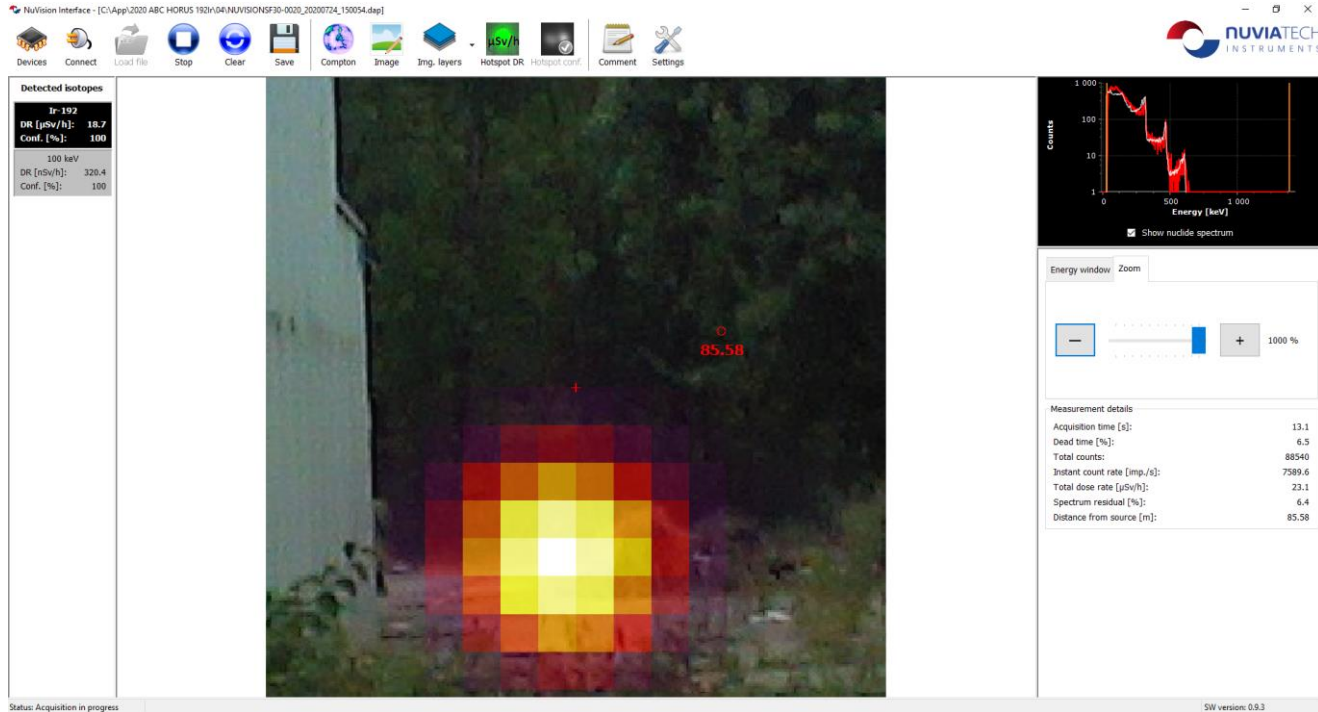 NuVision Interface - [C:\App\2020 ABC HORUS 192Ir\04\NUVISIONSF30-0020_20200724_150054.dap]
Devices Connect Load file Stop Clear Save Compton Image Img. layers Hotspot DR Hotspot conf. Comment Settings
µSv/h
NUVIATECH
INSTRUMENTS
Detected isotopes
Ir-192
DR [µSv/h]: 18.7
Conf. [%]: 100
100 keV
DR [nSv/h]: 320.4
Conf. [%]: 100
85.58
Counts
1 000
100
10
1
0 500 1 000
Energy [keV]
Show nuclide spectrum
Energy window Zoom
− + 1000 %
Measurement details
Acquisition time [s]: 13.1
Dead time [%]: 6.5
Total counts: 88540
Instant count rate [imp./s]: 7589.6
Total dose rate [µSv/h]: 23.1
Spectrum residual [%]: 6.4
Distance from source [m]: 85.58
Status: Acquisition in progress
SW version: 0.9.3